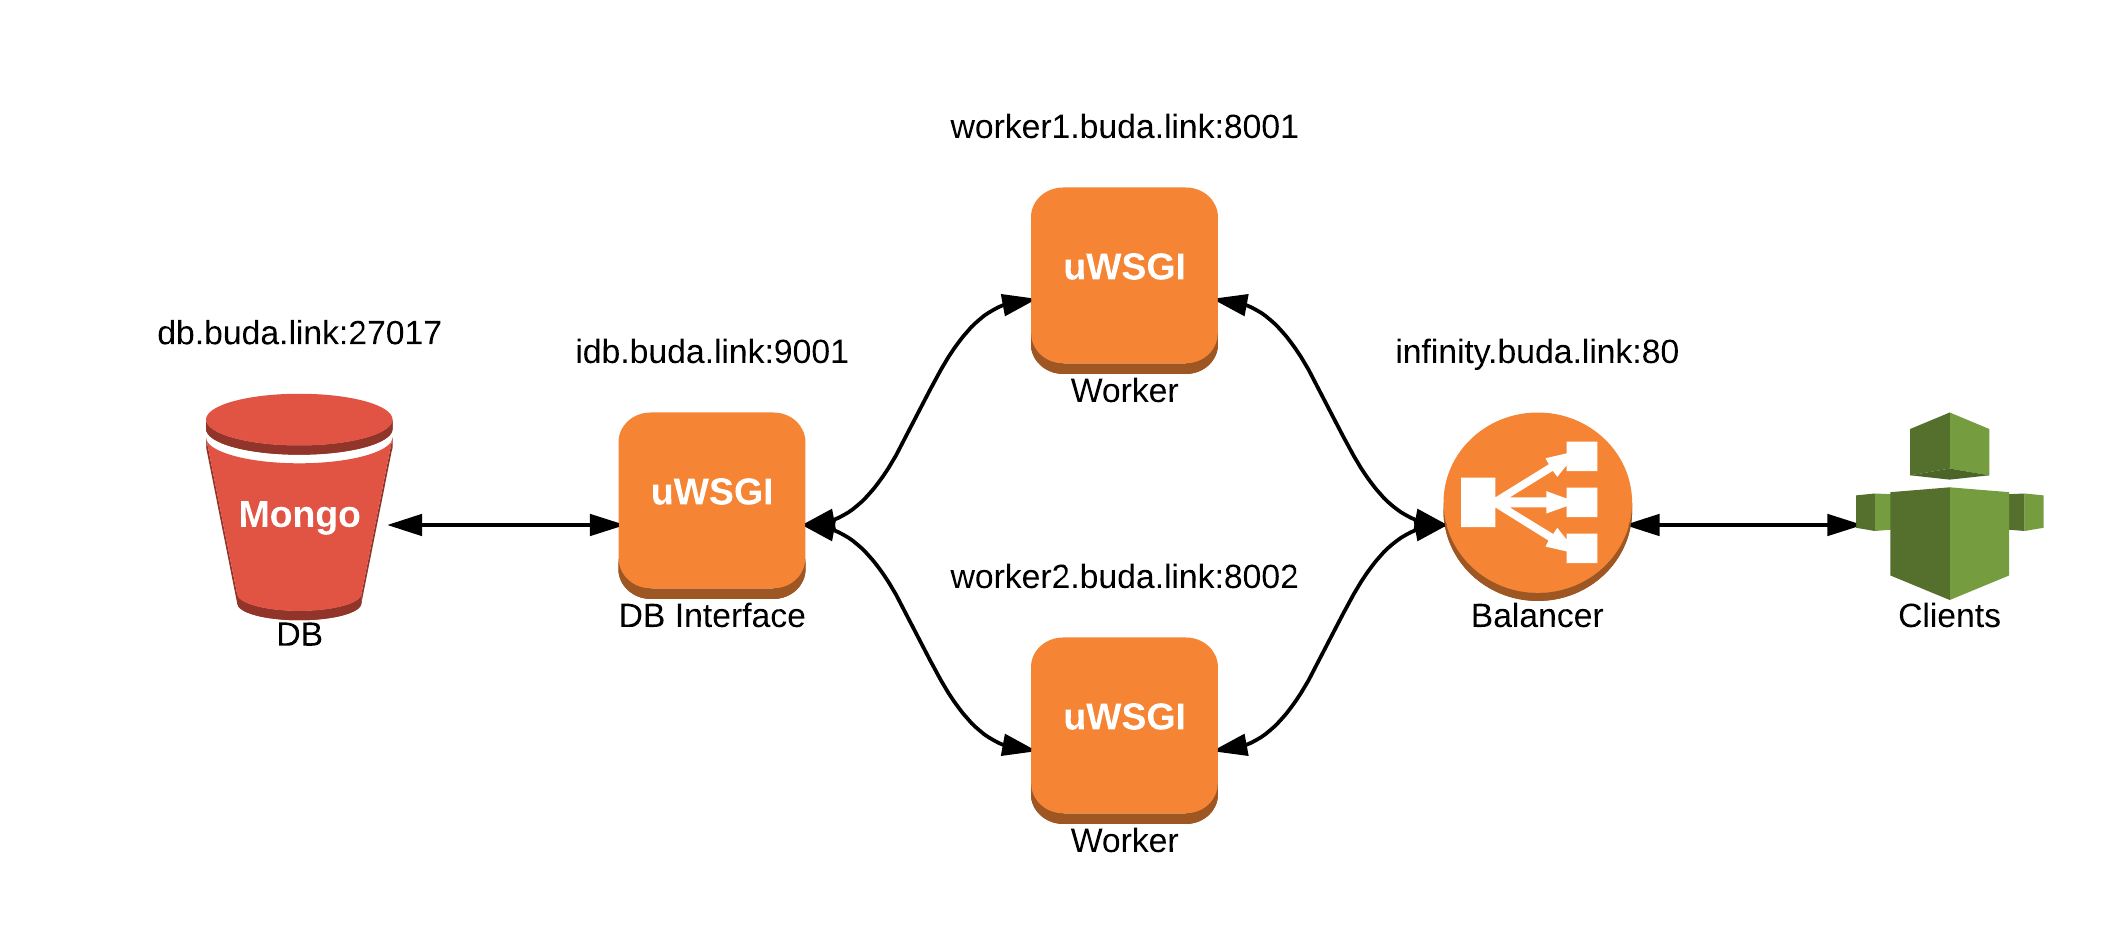 db.buda.link:27017
Mongo
DB
idb.buda.link:9001
uWSGI
DB Interface
worker1.buda.link:8001
uWSGI
Worker
worker2.buda.link:8002
uWSGI
Worker
infinity.buda.link:80
Balancer
Clients